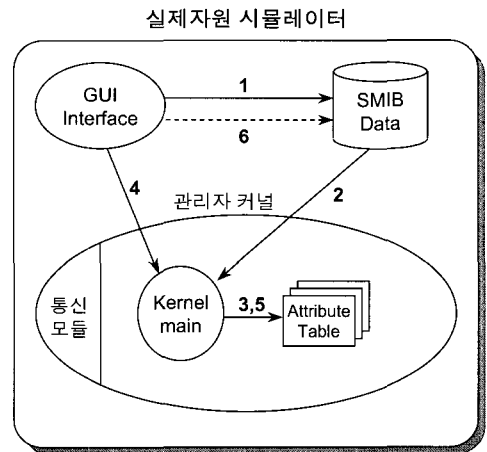 실제자원 시뮬레이터
GUI
Interface
1
SMIB
Data
6
4
2
관리자 커널
통신
모듈
Kernel
main
3,5
Attribute
Table